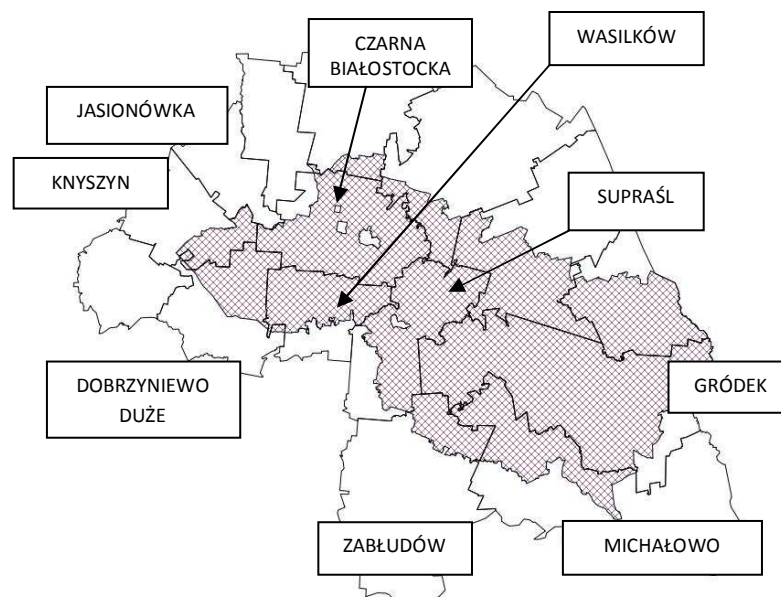 CZARNA
BIAŁOSTOCKA
WASILKÓW
JASIONÓWKA
KNYSZYN
SUPRAŚL
DOBRZYNIEWO
DUŻE
GRÓDEK
ZABŁUDÓW
MICHAŁOWO